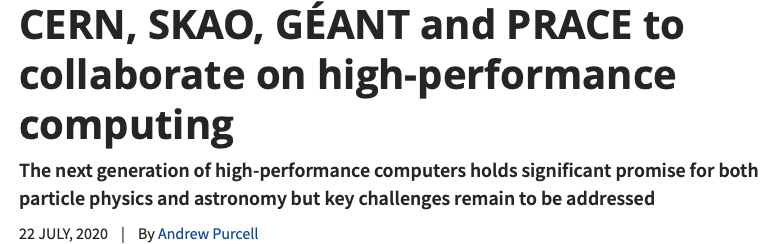 CERN, SKAO, GÉANT and PRACE to
collaborate on high-performance
computing
The next generation of high-performance computers holds significant promise for both
particle physics and astronomy but key challenges remain to be addressed
22 JULY, 2020 | By Andrew Purcell